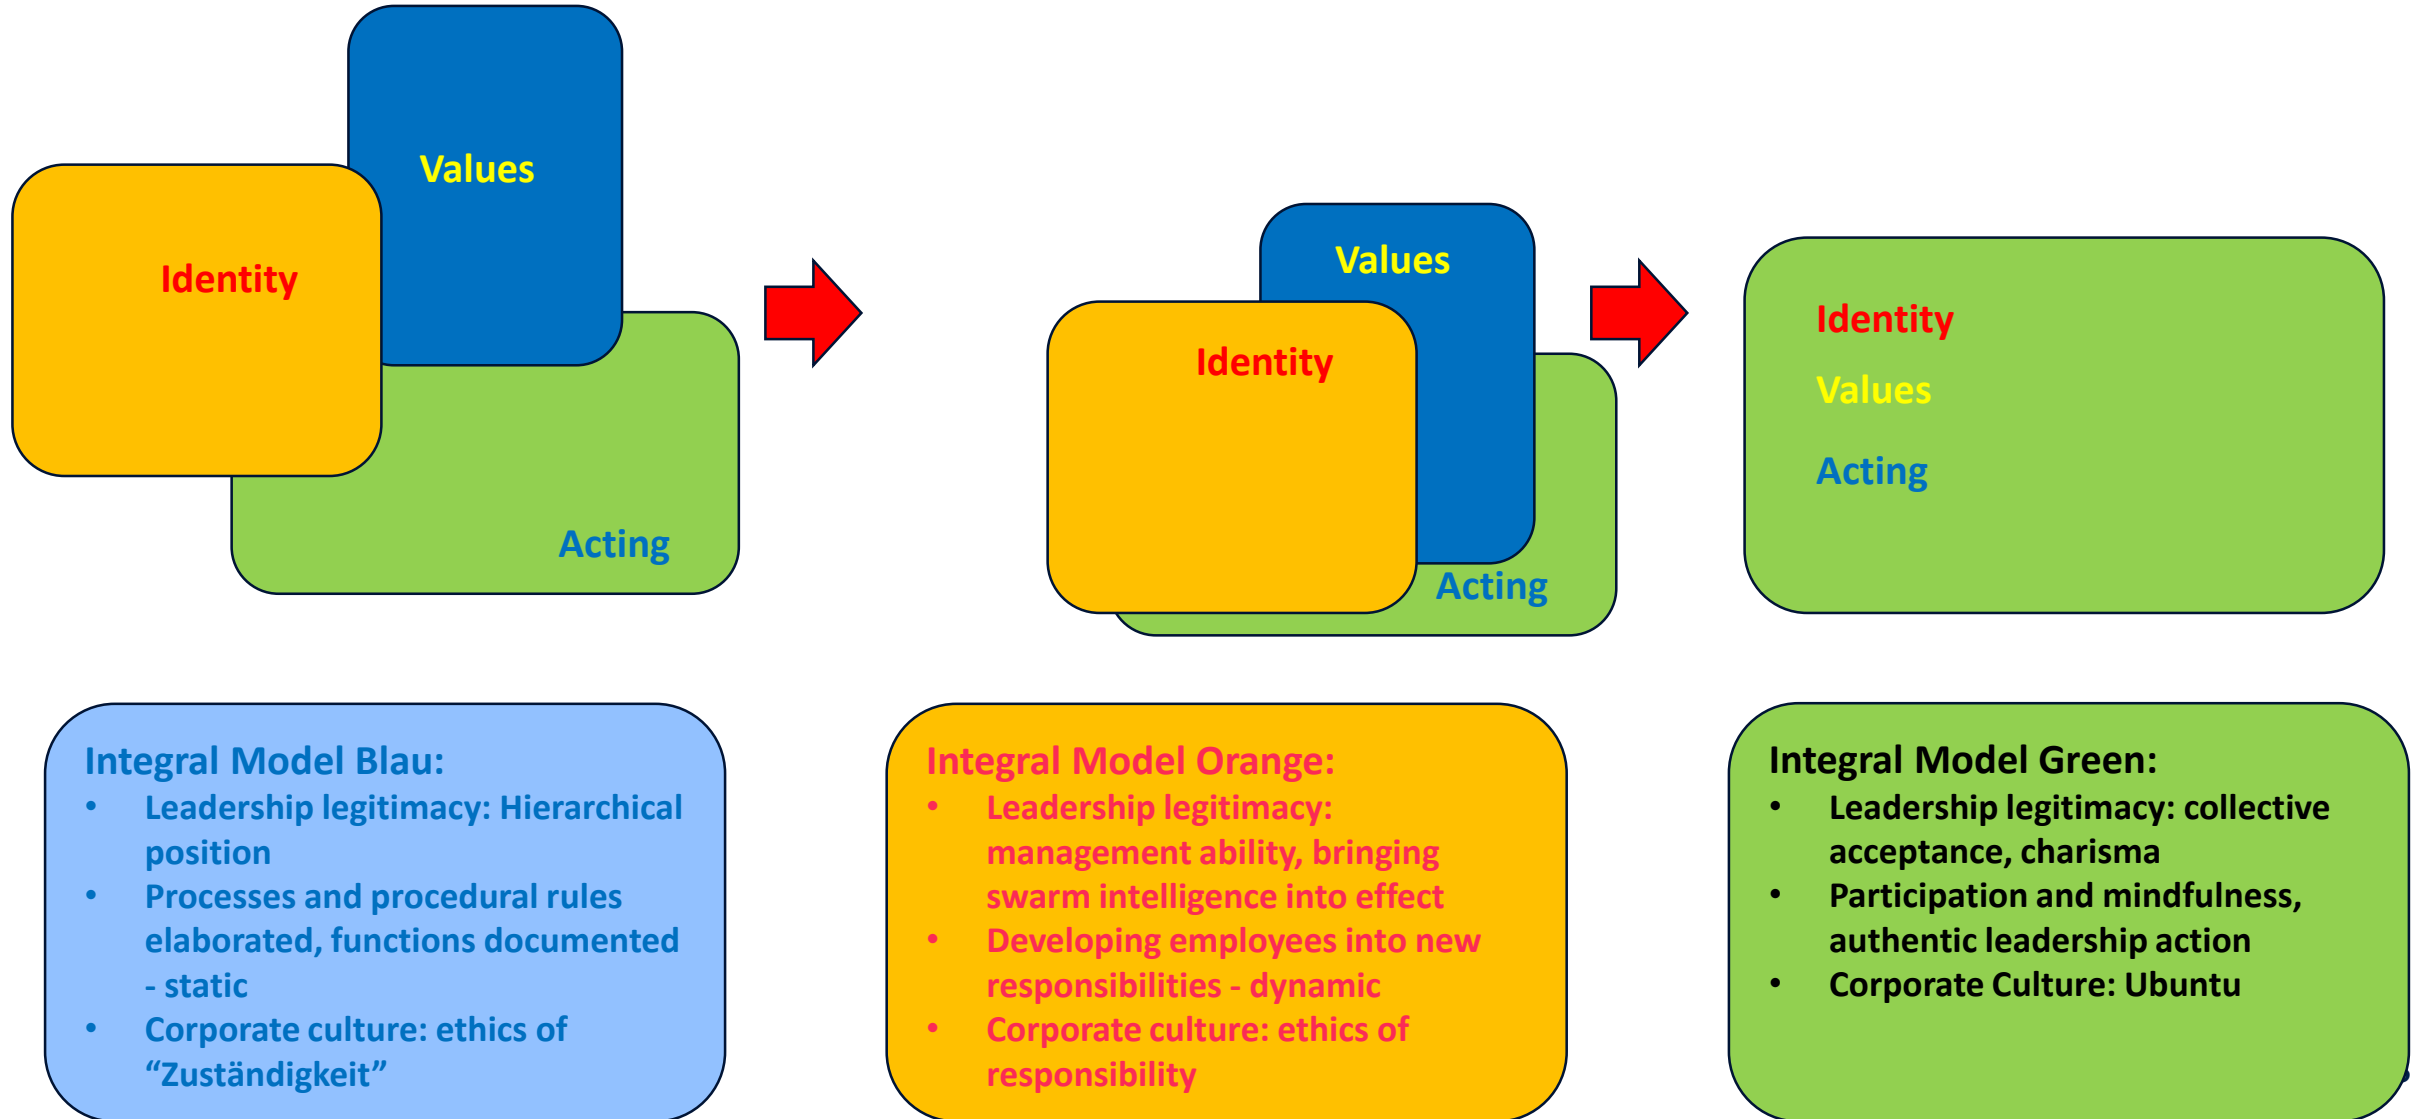 Values
Identity
Acting
Values
Identity
Acting
Identity
Values
Acting
Integral Model Blau:
• Leadership legitimacy: Hierarchical
position
• Processes and procedural rules
elaborated, functions documented
- static
• Corporate culture: ethics of
“Zuständigkeit”
Integral Model Orange:
• Leadership legitimacy:
management ability, bringing
swarm intelligence into effect
• Developing employees into new
responsibilities - dynamic
• Corporate culture: ethics of
responsibility
Integral Model Green:
• Leadership legitimacy: collective
acceptance, charisma
• Participation and mindfulness,
authentic leadership action
• Corporate Culture: Ubuntu